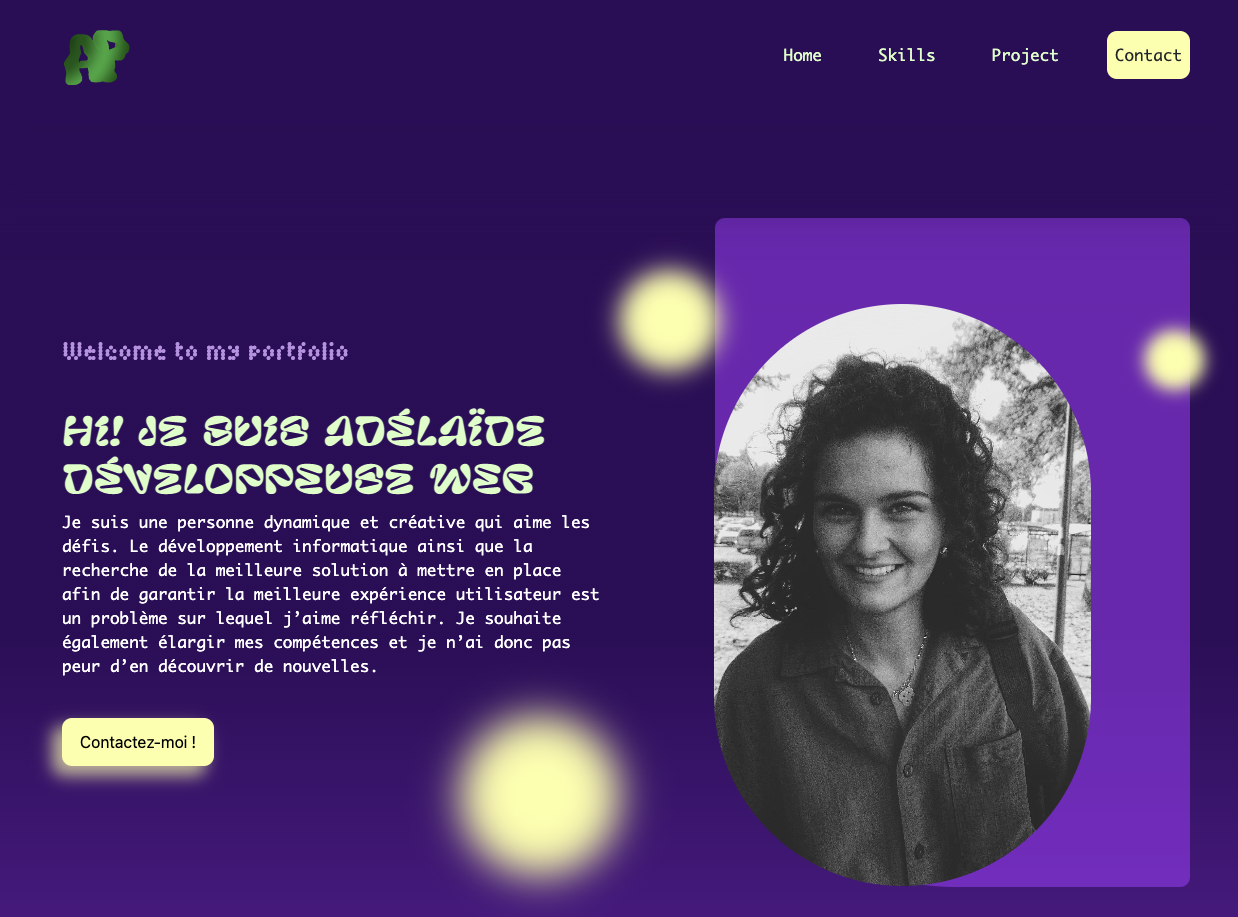 AP
Home Skills Project Contact
Welcome to my portfolio
Hi! Je suis Adélaïde
Développeuse web
Je suis une personne dynamique et créative qui aime les
défis. Le développement informatique ainsi que la
recherche de la meilleure solution à mettre en place
afin de garantir la meilleure expérience utilisateur est
un problème sur lequel j’aime réfléchir. Je souhaite
également élargir mes compétences et je n’ai donc pas
peur d’en découvrir de nouvelles.
Contactez-moi !